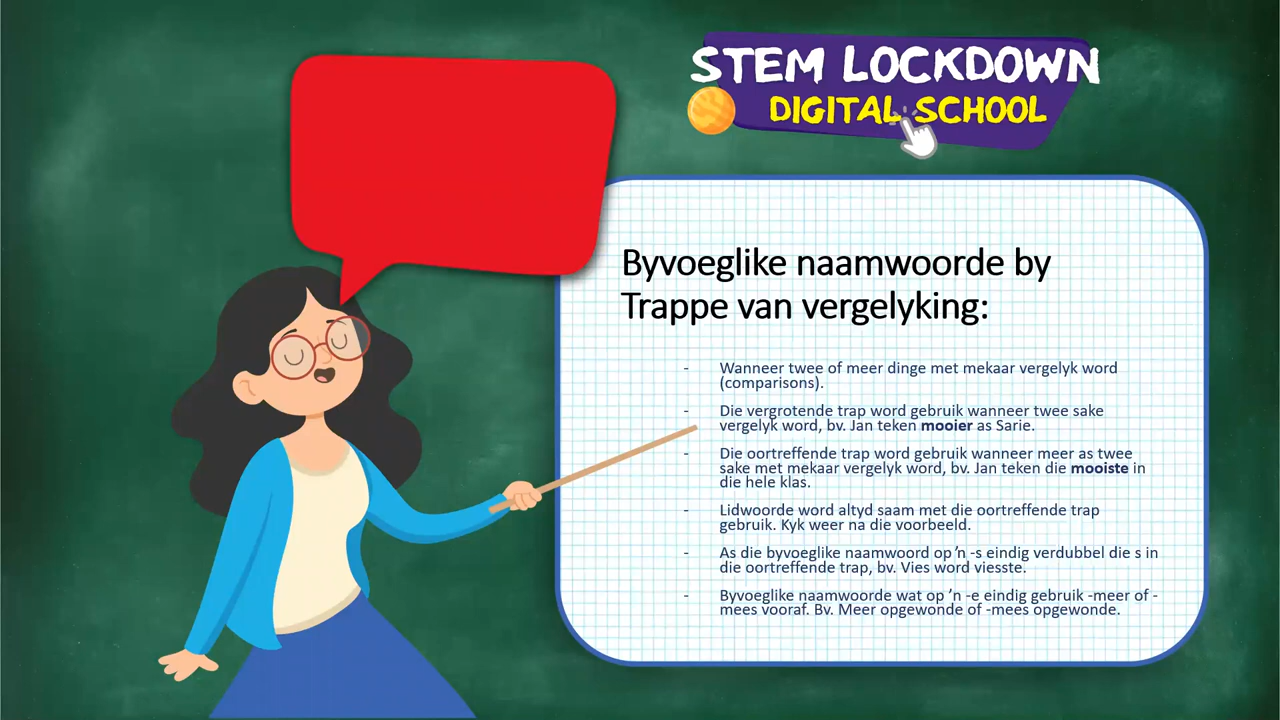 STEM LOCKDOWN
DIGITAL SCHOOL
Byvoeglike naamwoorde by
Trappe van vergelyking:
- Wanneer twee of meer dinge met mekaar vergelyk word
(comparisons).
- Die vergrotende trap word gebruik wanneer twee sake
vergelyk word, bv. Jan teken mooier as Sarie.
- Die oortreffende trap word gebruik wanneer meer as twee
sake met mekaar vergelyk word, bv. Jan teken die mooiste in
die hele klas.
- Lidwoorde word altyd saam met die oortreffende trap
gebruik. Kyk weer na die voorbeeld.
- As die byvoeglike naamwoord op ’n -s eindig verdubbel die s in
die oortreffende trap, bv. Vies word viesste.
- Byvoeglike naamwoorde wat op ’n -e eindig gebruik -meer of -
mees vooraf. Bv. Meer opgewonde of -mees opgewonde.